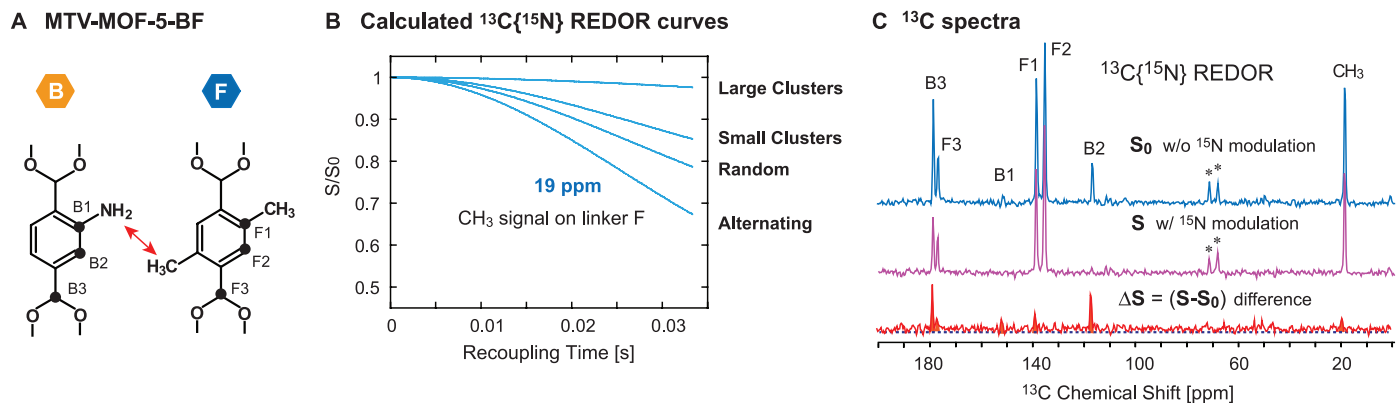 A MTV-MOF-5-BF
B
F
O O
B1
NH₂
B2
B3
O O
O O
CH₃
F1
F2
H₃C
F3
O O
B Calculated ¹³C{¹⁵N} REDOR curves
1
0.9
0.8
0.7
0.6
0.5
S/S₀
19 ppm
CH₃ signal on linker F
0 0.01 0.02 0.03
Recoupling Time [s]
Large Clusters
Small Clusters
Random
Alternating
C ¹³C spectra
¹³C{¹⁵N} REDOR
B3
F3
B1
F1
F2
B2
CH₃
S₀ w/o ¹⁵N modulation
* *
S w/ ¹⁵N modulation
* *
ΔS = (S-S₀) difference
180 140 100 60 20
¹³C Chemical Shift [ppm]